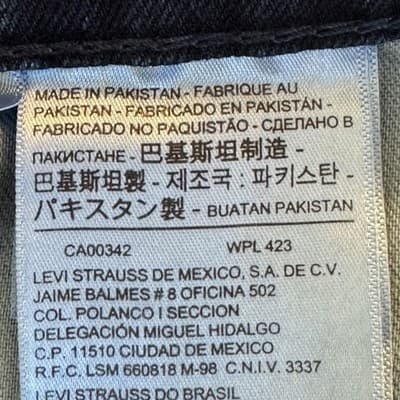 MADE IN PAKISTAN - FABRIQUE AU
PAKISTAN - FABRICADO EN PAKISTÁN -
FABRICADO NO PAQUISTÃO - СДЕЛАНО В
ПАКИСТАНЕ - 巴基斯坦制造 -
巴基斯坦製 - 제조국 : 파키스탄 -
パキスタン製 - BUATAN PAKISTAN
CA00342 WPL 423
LEVI STRAUSS DE MEXICO, S.A. DE C.V.
JAIME BALMES # 8 OFICINA 502
COL. POLANCO I SECCION
DELEGACIÓN MIGUEL HIDALGO
C.P. 11510 CIUDAD DE MEXICO
R.F.C. LSM 660818 M-98 C.N.I.V. 3337
LEVI STRAUSS DO BRASIL